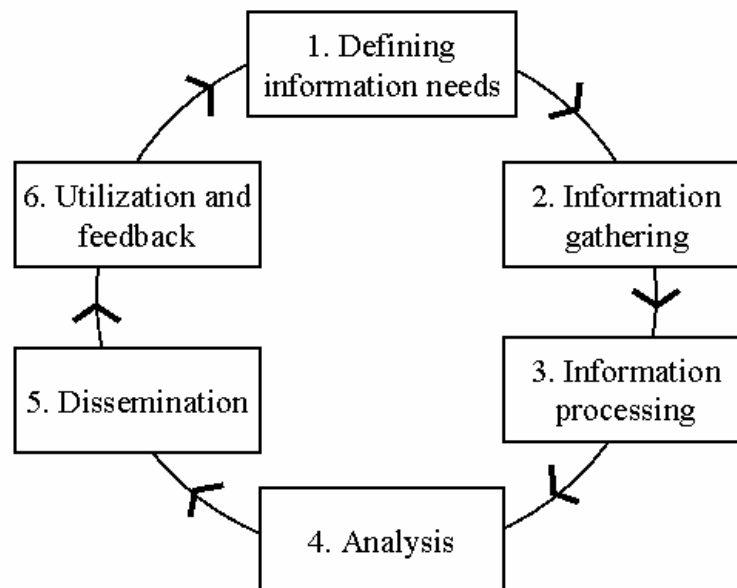 1. Defining
information needs
2. Information
gathering
3. Information
processing
4. Analysis
5. Dissemination
6. Utilization and
feedback